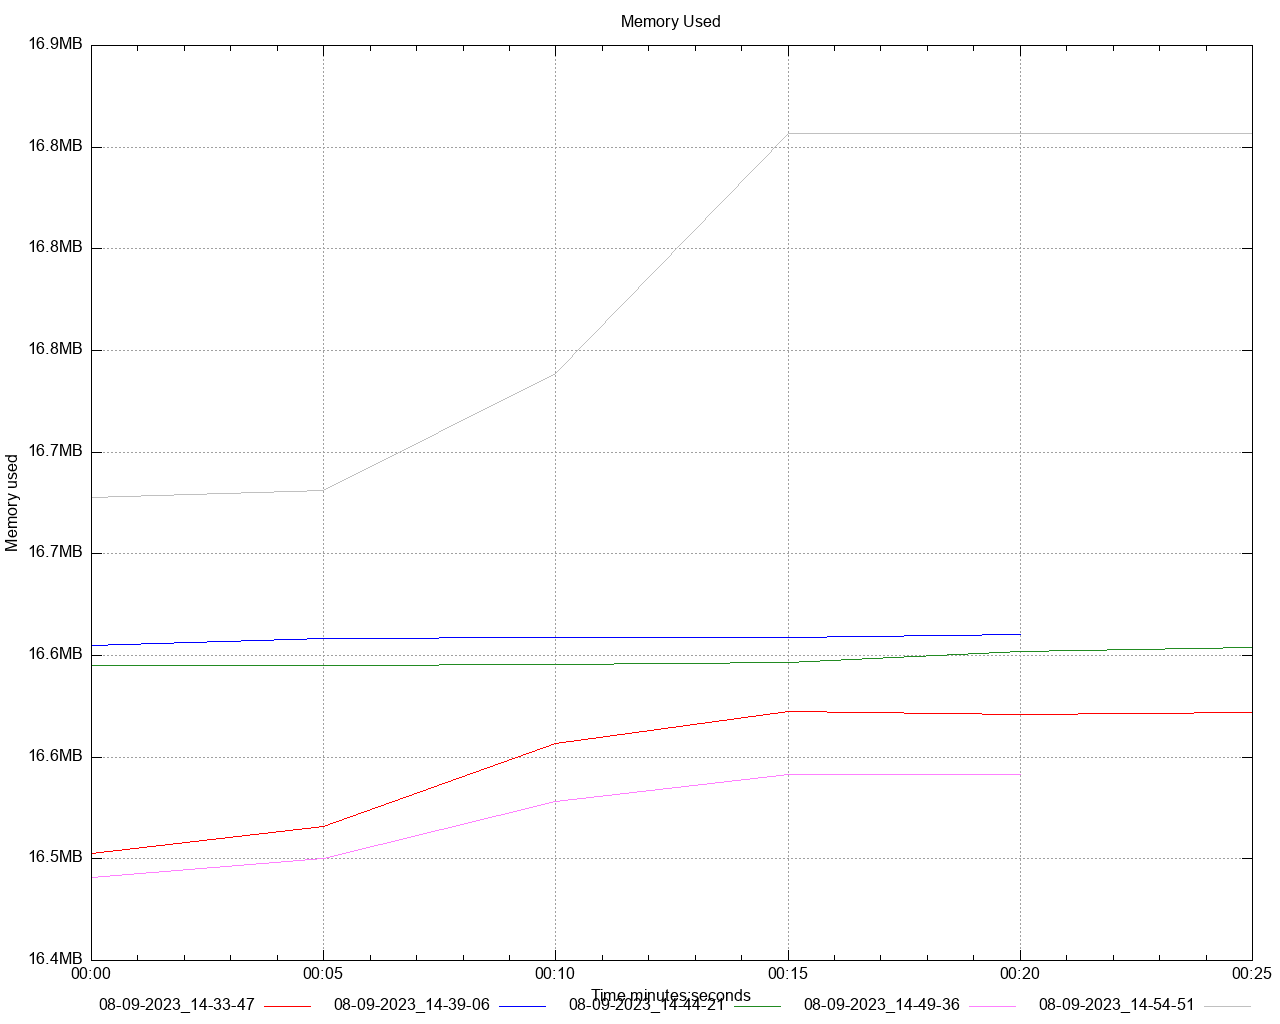 Memory Used
16.9MB
16.8MB
16.8MB
16.8MB
16.7MB
16.7MB
16.6MB
16.6MB
16.5MB
16.4MB
Memory used
00:00 00:05 00:10 00:15 00:20 00:25
Time minutes:seconds
08-09-2023_14-33-47 08-09-2023_14-39-06 08-09-2023_14-44-21 08-09-2023_14-49-36 08-09-2023_14-54-51